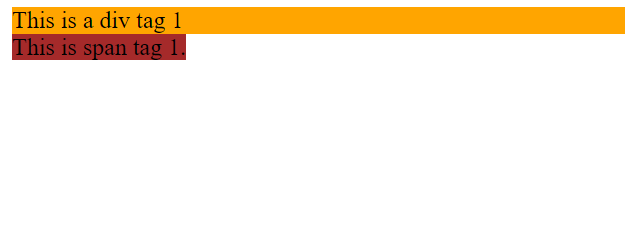 This is a div tag 1
This is span tag 1.